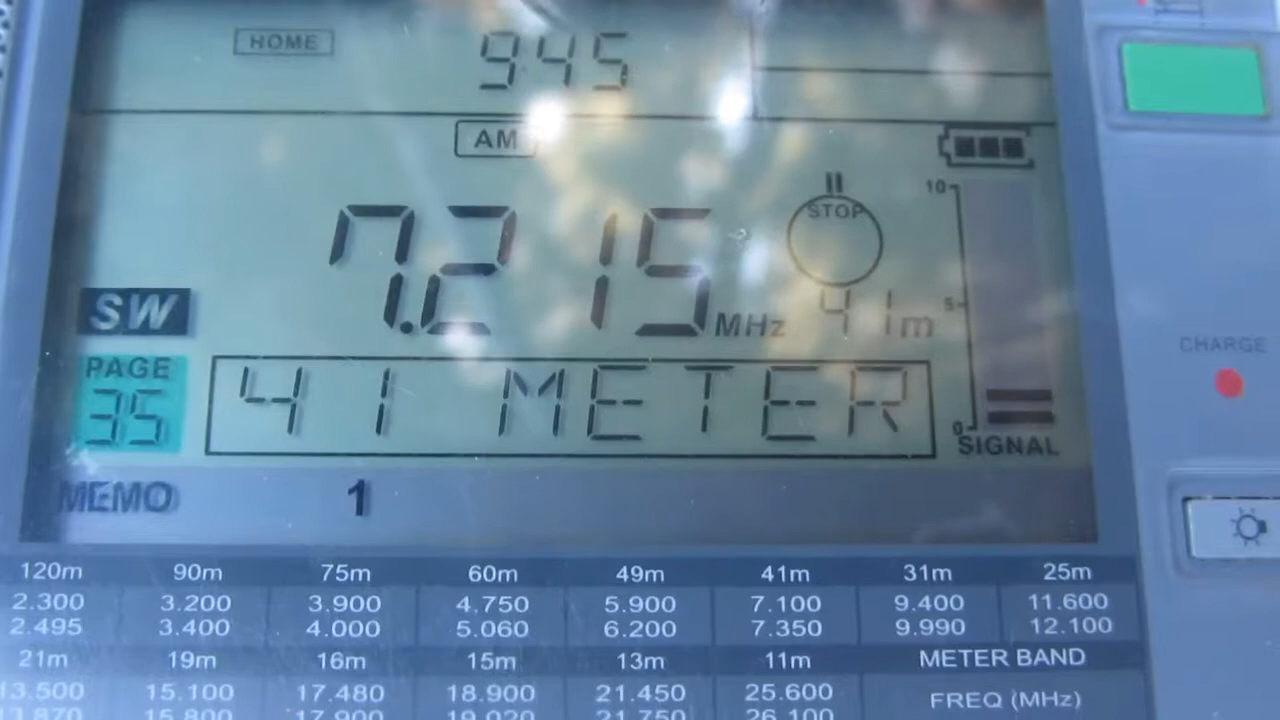 HOME 945
AM
10
STOP
7.215 MHz 41m
5
SW
PAGE
35
41 METER
0
SIGNAL
CHARGE
MEMO 1
120m 90m 75m 60m 49m 41m 31m 25m
2.300 3.200 3.900 4.750 5.900 7.100 9.400 11.600
2.495 3.400 4.000 5.060 6.200 7.350 9.990 12.100
21m 19m 16m 15m 13m 11m METER BAND
13.500 15.100 17.480 18.900 21.450 25.600 FREQ (MHz)
13.870 15.800 17.900 19.020 21.750 26.100